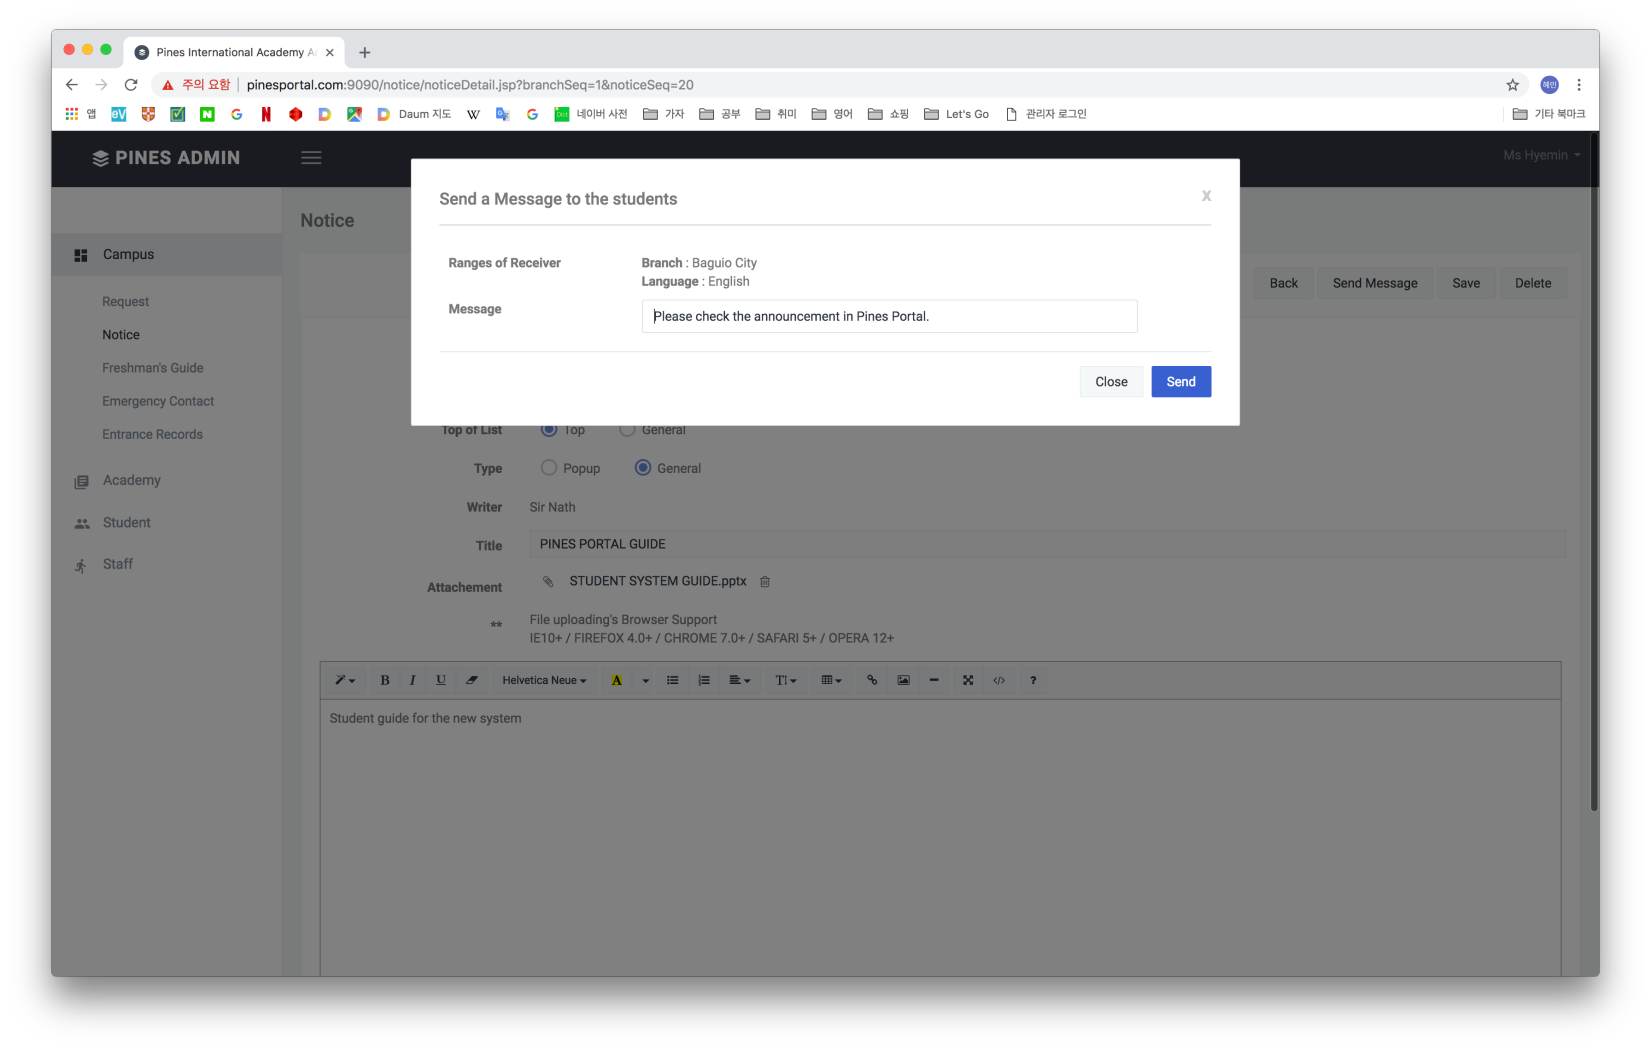 Pines International Academy A
주의 요함 | pinesportal.com:9090/notice/noticeDetail.jsp?branchSeq=1&noticeSeq=20
혜민
앱
eV
N
G
N
D
D Daum 지도
W
G
G
Dict 네이버 사전
가자
공부
취미
영어
쇼핑
Let's Go
관리자 로그인
기타 북마크
PINES ADMIN
Ms Hyemin
Send a Message to the students
X
Ranges of Receiver
Branch : Baguio City
Language : English
Message
Please check the announcement in Pines Portal.
Close
Send
Notice
Campus
Request
Notice
Freshman's Guide
Emergency Contact
Entrance Records
Academy
Student
Staff
Back
Send Message
Save
Delete
Top of List Top General
Type Popup General
Writer Sir Nath
Title PINES PORTAL GUIDE
Attachement STUDENT SYSTEM GUIDE.pptx
** File uploading's Browser Support
IE10+ / FIREFOX 4.0+ / CHROME 7.0+ / SAFARI 5+ / OPERA 12+
B I U Helvetica Neue A TI </> ?
Student guide for the new system